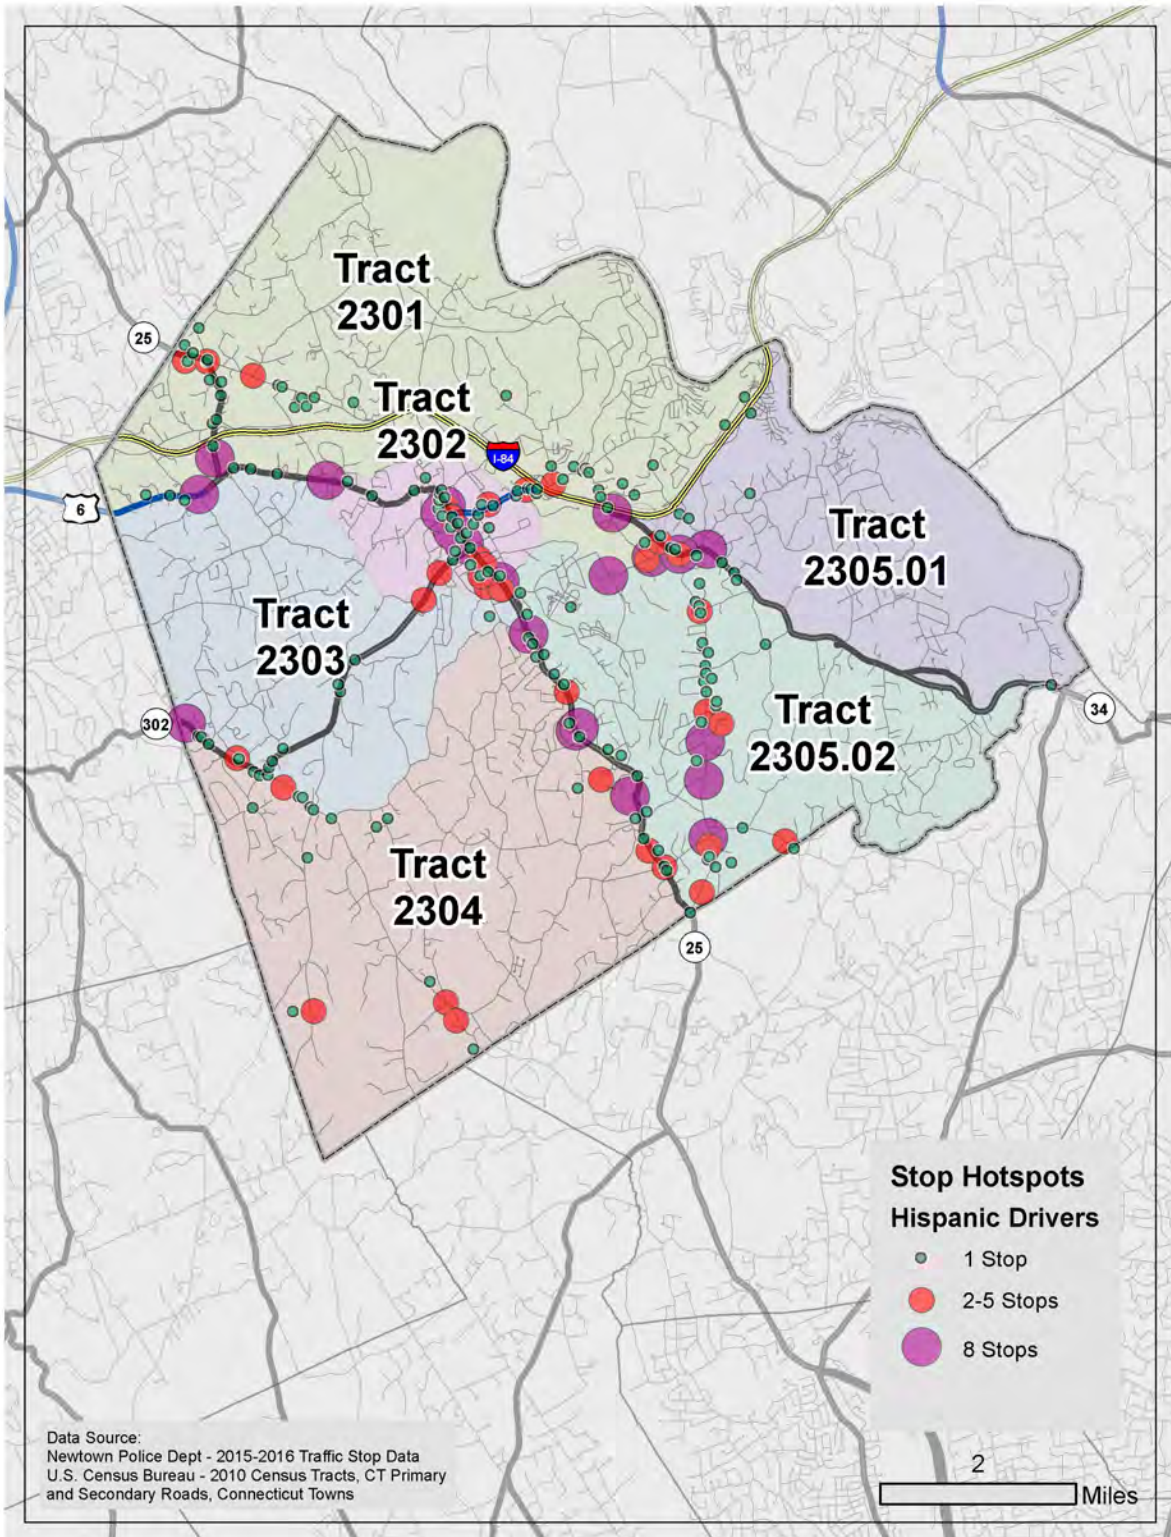 Tract
2301
25
Tract
2302
I-84
6
Tract
2305.01
Tract
2303
302
Tract
2305.02
34
Tract
2304
25
Stop Hotspots
Hispanic Drivers
1 Stop
2-5 Stops
8 Stops
Data Source:
Newtown Police Dept - 2015-2016 Traffic Stop Data
U.S. Census Bureau - 2010 Census Tracts, CT Primary
and Secondary Roads, Connecticut Towns
2
Miles